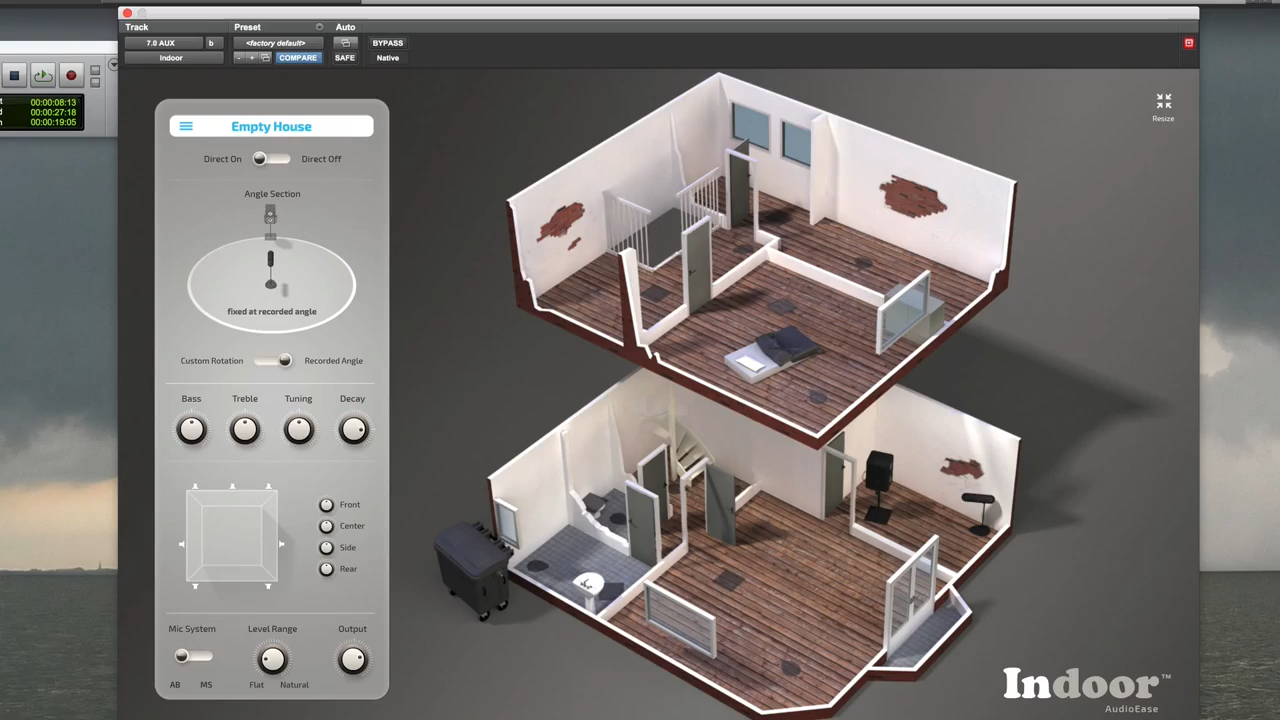 Track
Preset
Auto
7.0 AUX
b
<factory default>
BYPASS
Indoor
- +
COMPARE
SAFE
Native
00:00:08:13
00:00:27:18
00:00:19:05
Resize
Empty House
Direct On
Direct Off
Angle Section
fixed at recorded angle
Custom Rotation
Recorded Angle
Bass
Treble
Tuning
Decay
Front
Center
Side
Rear
Mic System
Level Range
Output
AB
MS
Flat
Natural
Indoor™
AudioEase